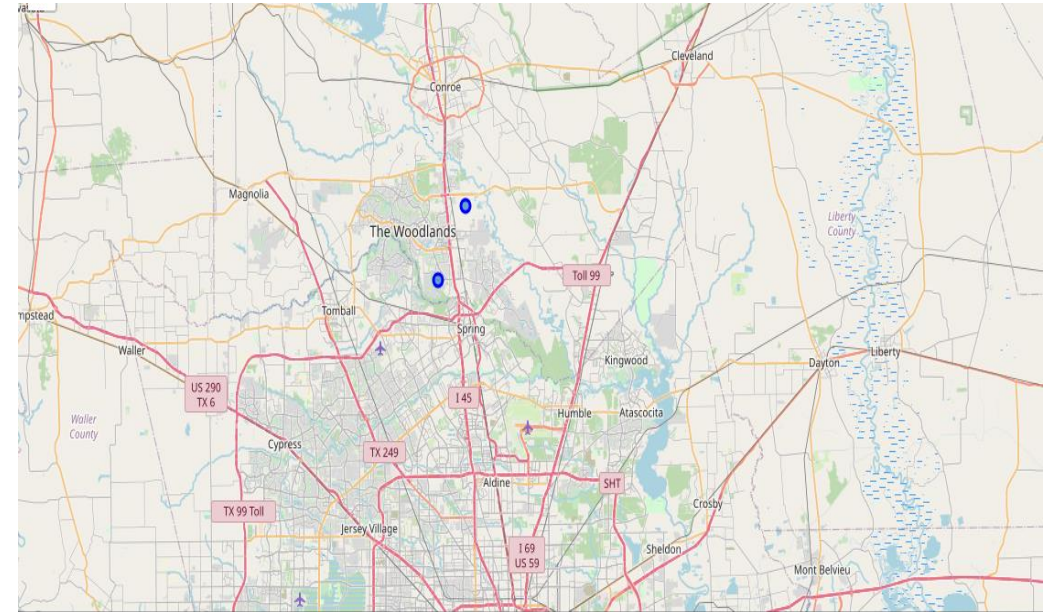 Cleveland
Conroe
Magnolia
The Woodlands
Liberty
County
Toll 99
Tomball
mpstead
Spring
Waller
Kingwood
Dayton
Liberty
US 290
TX 6
I 45
Waller
County
Humble
Atascocita
Cypress
TX 249
Aldine
SHT
Crosby
TX 99 Toll
Jersey Village
I 69
US 59
Sheldon
Mont Belvieu